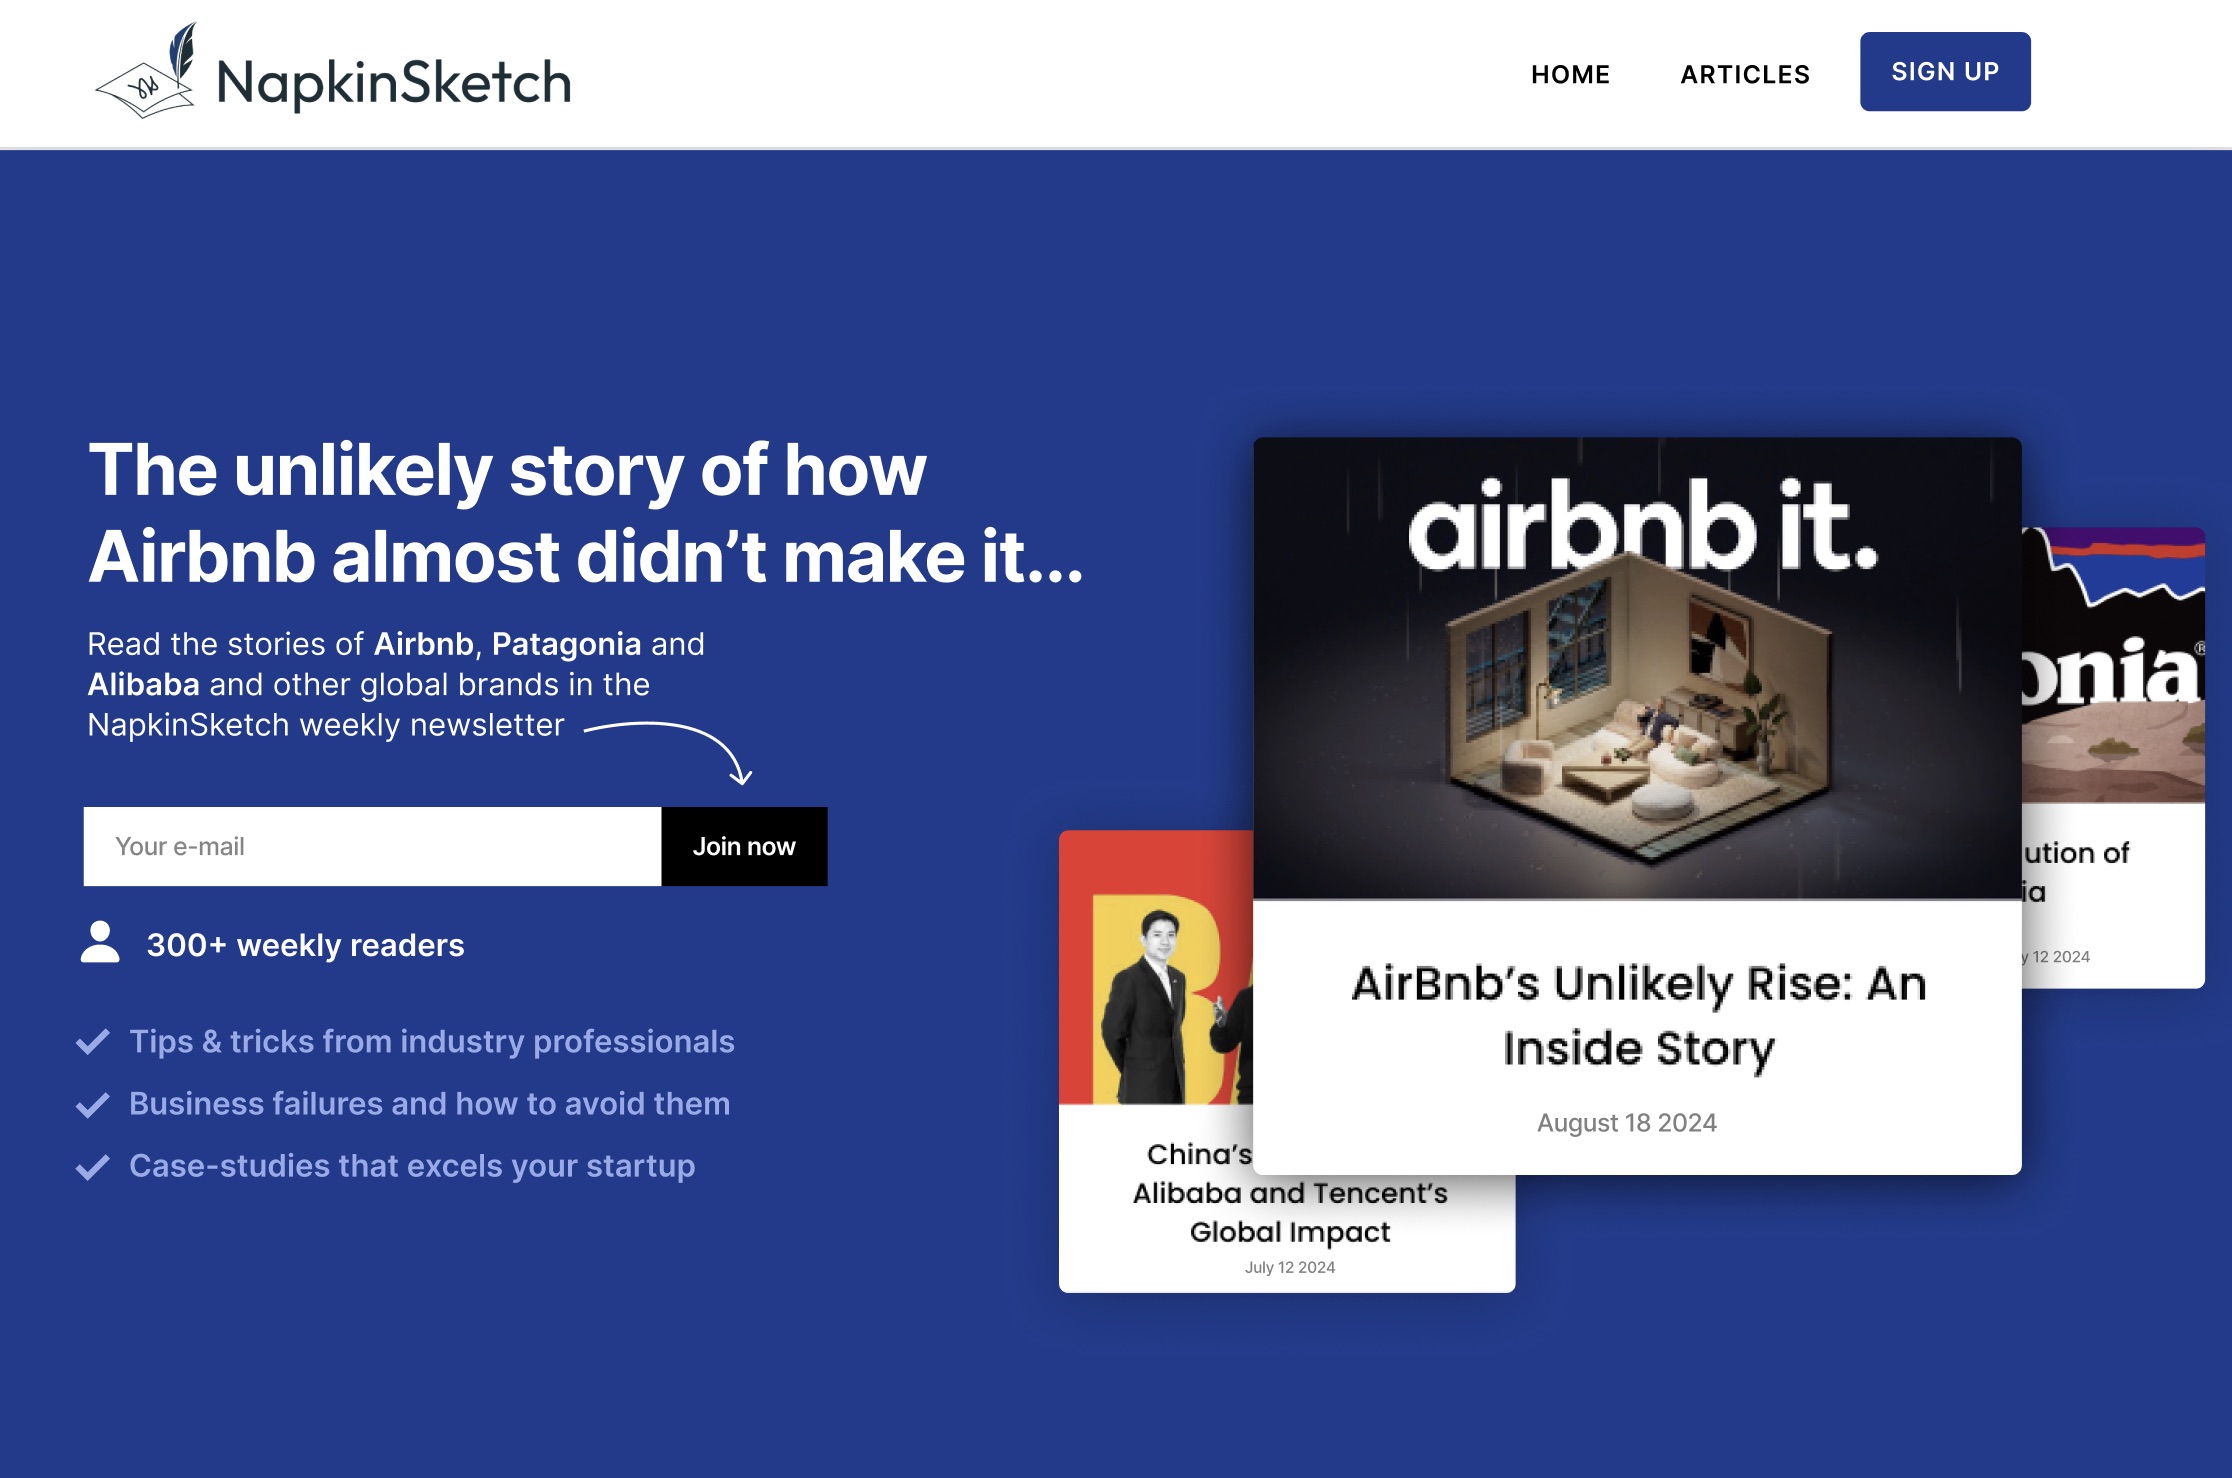 NapkinSketch
HOME
ARTICLES
SIGN UP
The unlikely story of how
Airbnb almost didn’t make it...
Read the stories of Airbnb, Patagonia and
Alibaba and other global brands in the
NapkinSketch weekly newsletter
Your e-mail
Join now
300+ weekly readers
Tips & tricks from industry professionals
Business failures and how to avoid them
Case-studies that excels your startup
airbnb it.
AirBnb’s Unlikely Rise: An
Inside Story
August 18 2024
China’s
Alibaba and Tencent’s
Global Impact
July 12 2024
onia®
ution of
ia
y 12 2024